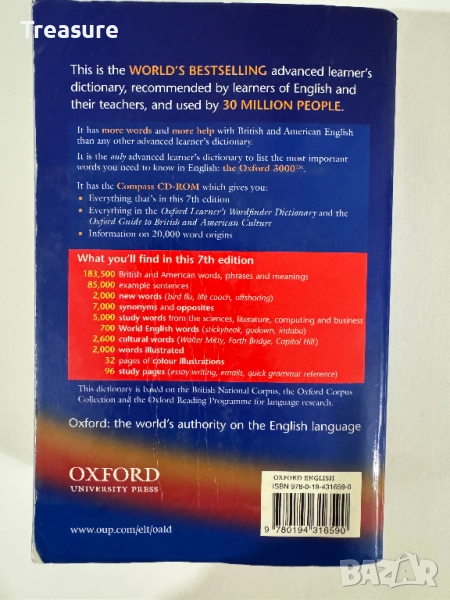 Treasure
This is the WORLD'S BESTSELLING advanced learner's
dictionary, recommended by learners of English and
their teachers, and used by 30 MILLION PEOPLE.
It has more words and more help with British and American English
than any other advanced learner's dictionary.
It is the only advanced learner's dictionary to list the most important
words you need to know in English: the Oxford 3000™.
It has the Compass CD-ROM which gives you:
• Everything that's in this 7th edition
• Everything in the Oxford Learner's Wordfinder Dictionary and the
Oxford Guide to British and American Culture
• Information on 20,000 word origins
What you'll find in this 7th edition
183,500 British and American words, phrases and meanings
85,000 example sentences
2,000 new words (bird flu, life coach, offshoring)
7,000 synonyms and opposites
5,000 study words from the sciences, literature, computing and business
700 World English words (stickybeak, godown, indaba)
2,600 cultural words (Walter Mitty, Forth Bridge, Capitol Hill)
2,000 words illustrated
32 pages of colour illustrations
96 study pages (essay writing, emails, quick grammar reference)
This dictionary is based on the British National Corpus, the Oxford Corpus
Collection and the Oxford Reading Programme for language research.
Oxford: the world's authority on the English language
OXFORD
UNIVERSITY PRESS
www.oup.com/elt/oald
OXFORD ENGLISH
ISBN 978-0-19-431659-0
9 780194 316590
BAZAR